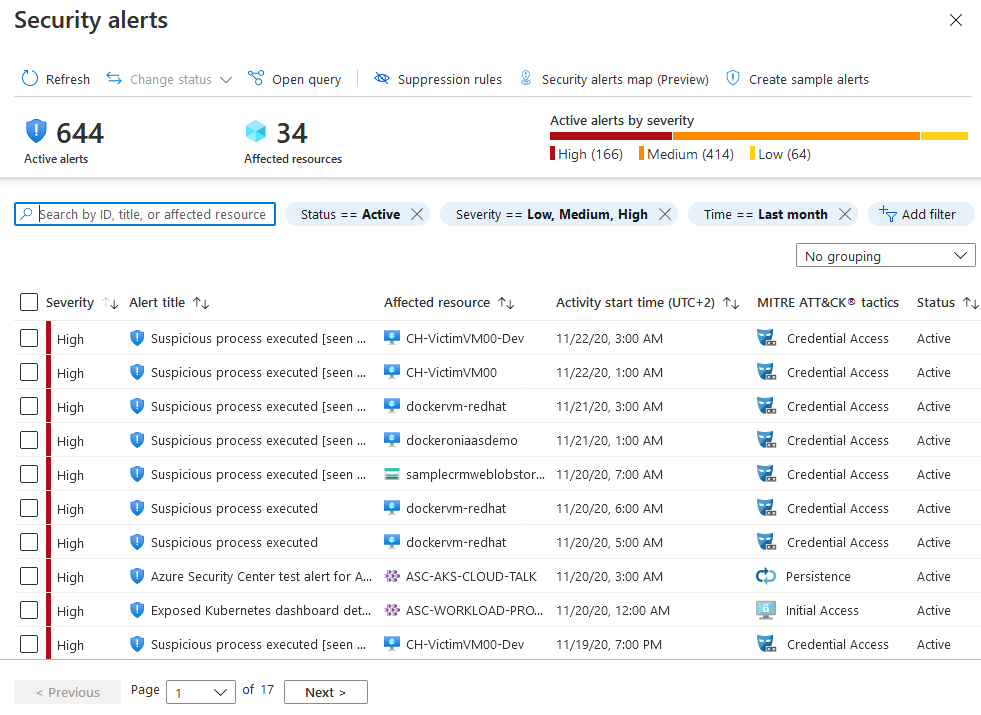 Security alerts
Refresh Change status Open query Suppression rules Security alerts map (Preview) Create sample alerts
644 34 Active alerts by severity
Active alerts Affected resources High (166) Medium (414) Low (64)
Search by ID, title, or affected resource Status == Active Severity == Low, Medium, High Time == Last month Add filter
No grouping
Severity Alert title Affected resource Activity start time (UTC+2) MITRE ATT&CK® tactics Status
High Suspicious process executed [seen ... CH-VictimVM00-Dev 11/22/20, 3:00 AM Credential Access Active
High Suspicious process executed [seen ... CH-VictimVM00 11/22/20, 1:00 AM Credential Access Active
High Suspicious process executed [seen ... dockervm-redhat 11/21/20, 3:00 AM Credential Access Active
High Suspicious process executed [seen ... dockeroniaasdemo 11/21/20, 1:00 AM Credential Access Active
High Suspicious process executed [seen ... samplecrmweblobstor... 11/20/20, 7:00 AM Credential Access Active
High Suspicious process executed dockervm-redhat 11/20/20, 6:00 AM Credential Access Active
High Suspicious process executed dockervm-redhat 11/20/20, 5:00 AM Credential Access Active
High Azure Security Center test alert for A... ASC-AKS-CLOUD-TALK 11/20/20, 3:00 AM Persistence Active
High Exposed Kubernetes dashboard det... ASC-WORKLOAD-PRO... 11/20/20, 12:00 AM Initial Access Active
High Suspicious process executed [seen ... CH-VictimVM00-Dev 11/19/20, 7:00 PM Credential Access Active
< Previous Page 1 of 17 Next >